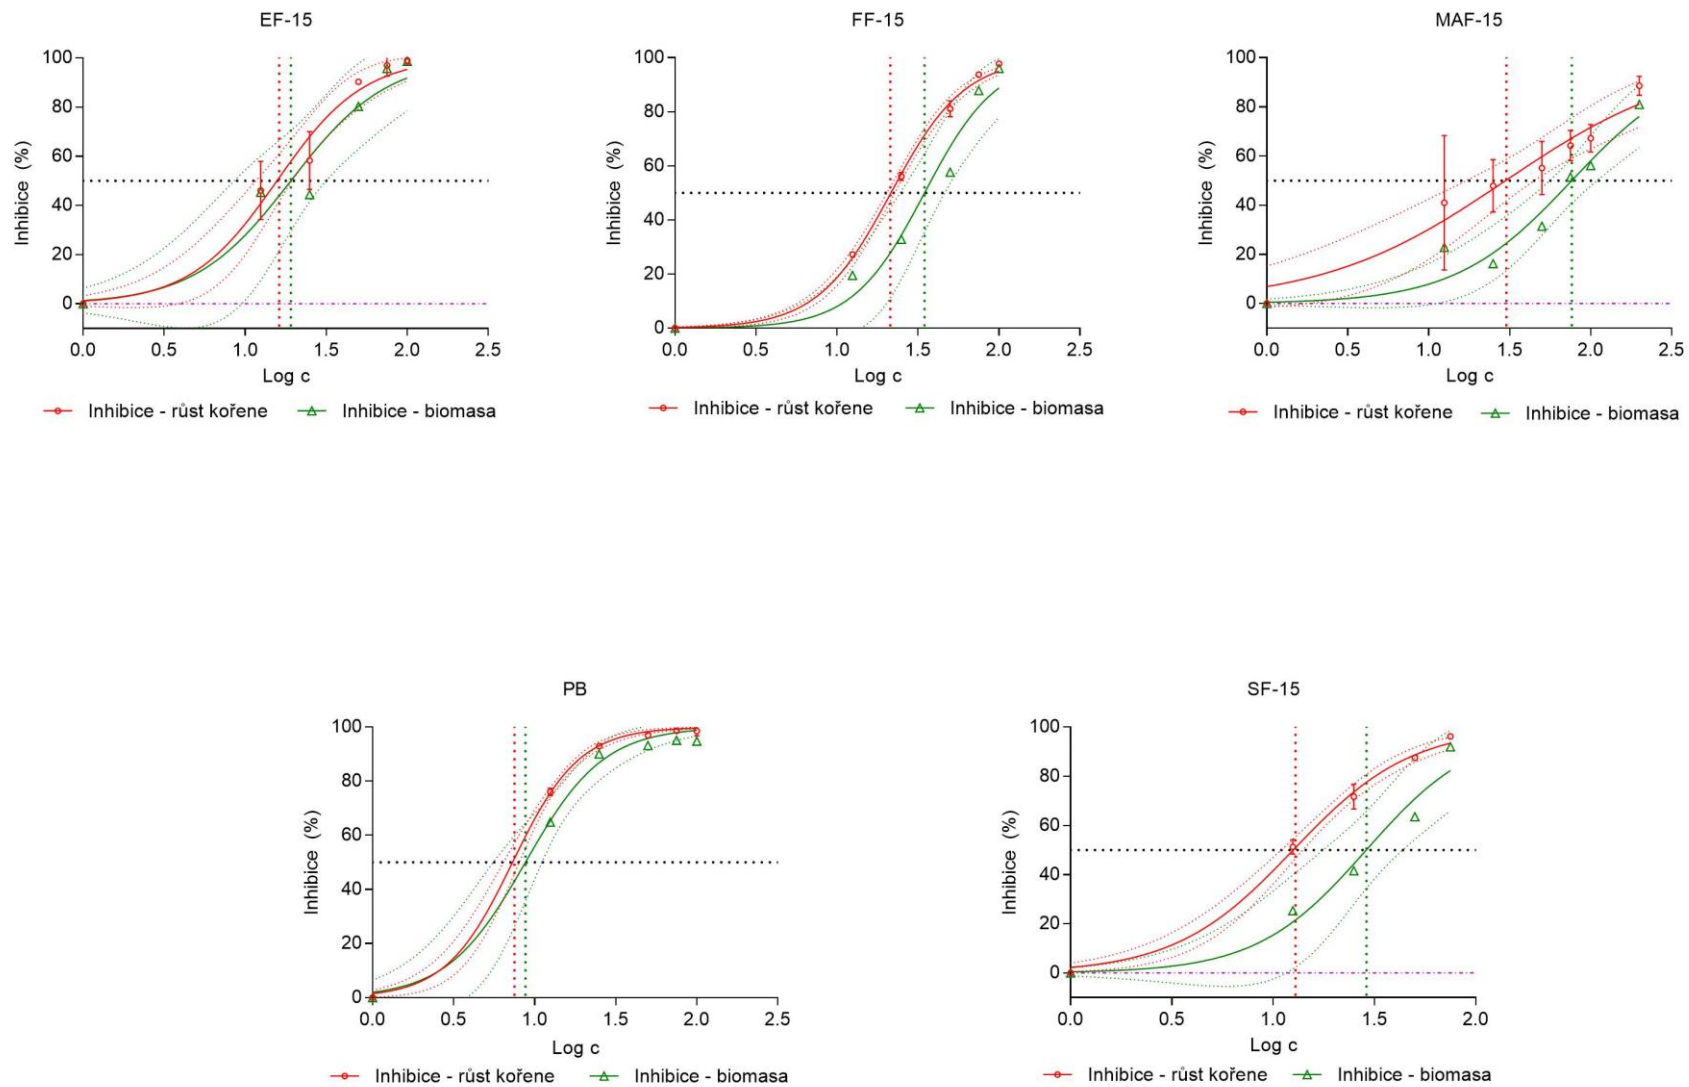 EF-15
Inhibice (%)
100
80
60
40
20
0
0.0 0.5 1.0 1.5 2.0 2.5
Log c
Inhibice - růst kořene Inhibice - biomasa
FF-15
Inhibice (%)
100
80
60
40
20
0
0.0 0.5 1.0 1.5 2.0 2.5
Log c
Inhibice - růst kořene Inhibice - biomasa
MAF-15
Inhibice (%)
100
80
60
40
20
0
0.0 0.5 1.0 1.5 2.0 2.5
Log c
Inhibice - růst kořene Inhibice - biomasa
PB
Inhibice (%)
100
80
60
40
20
0
0.0 0.5 1.0 1.5 2.0 2.5
Log c
Inhibice - růst kořene Inhibice - biomasa
SF-15
Inhibice (%)
100
80
60
40
20
0
0.0 0.5 1.0 1.5 2.0
Log c
Inhibice - růst kořene Inhibice - biomasa